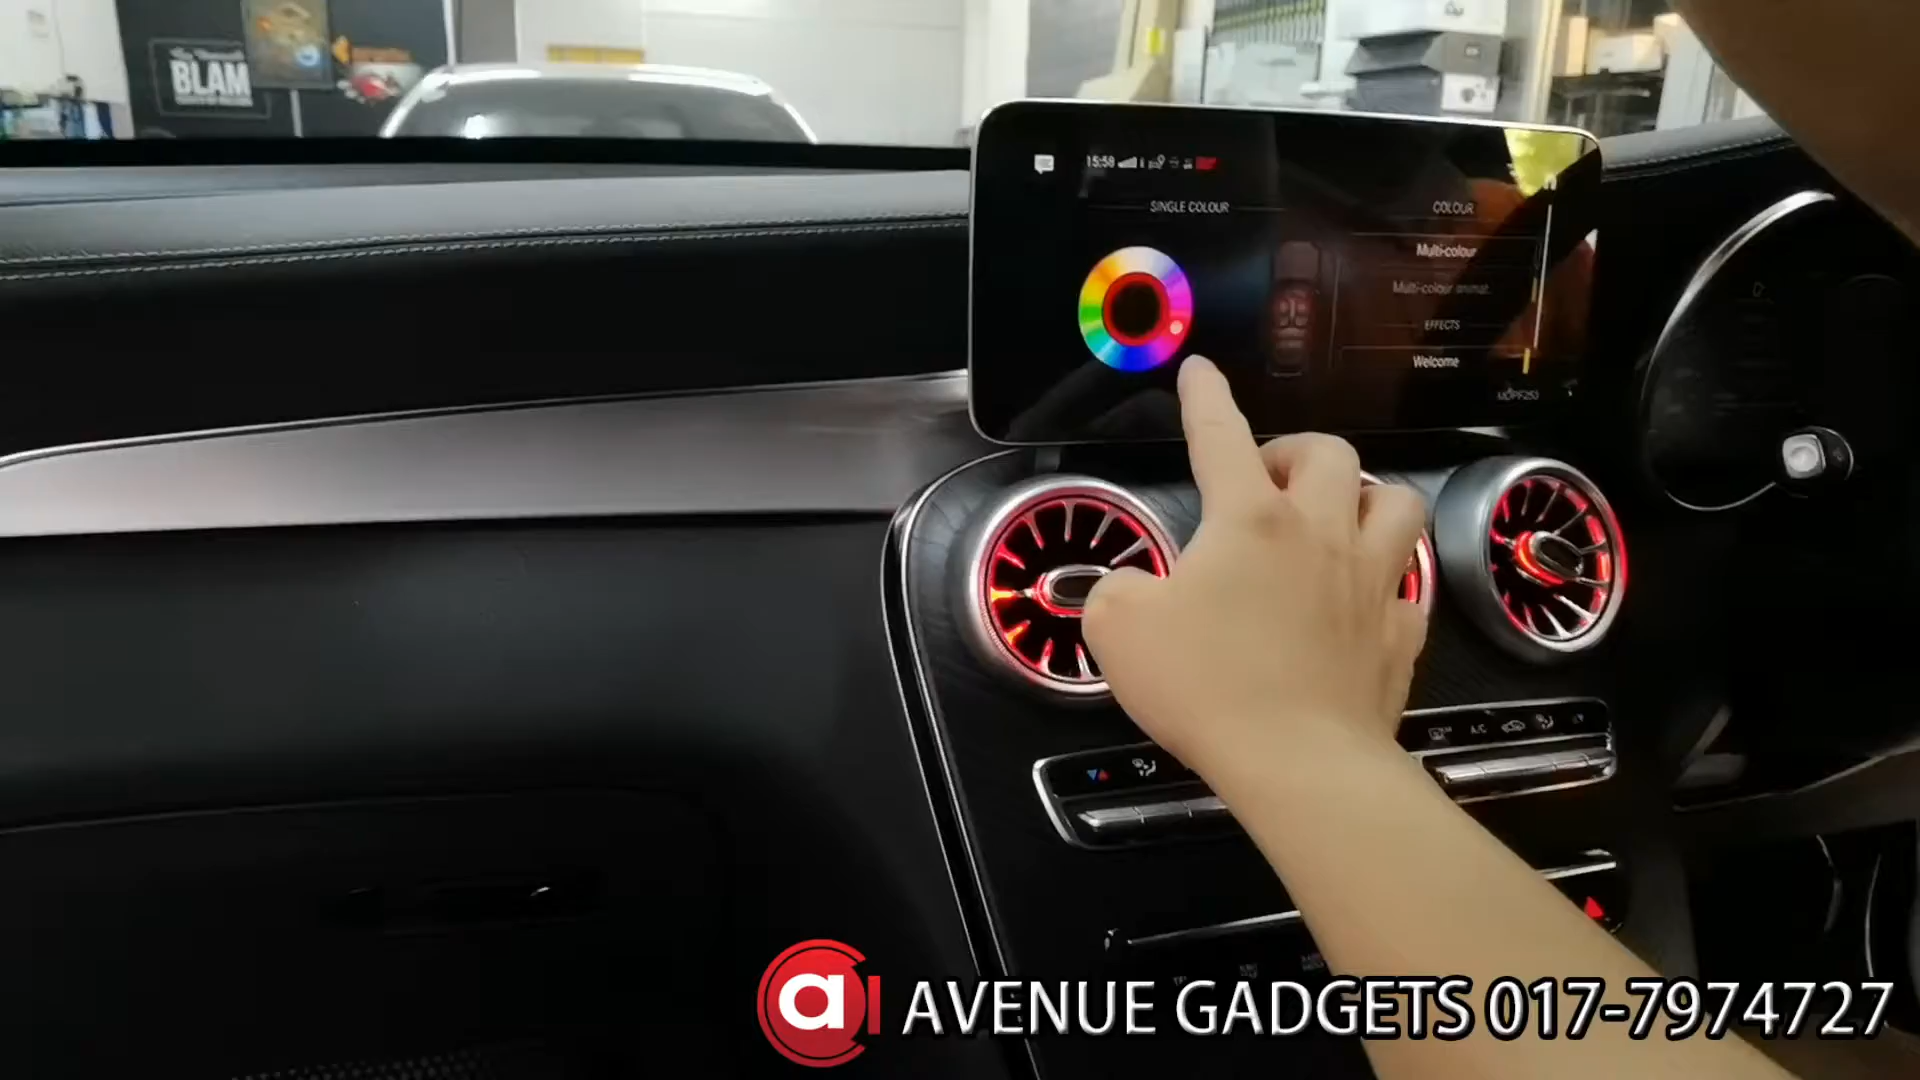 BLAM
15:58
SINGLE COLOUR
COLOUR
Multi-colour
Multi-colour animat.
EFFECTS
Welcome
A/C
a
AVENUE GADGETS 017-7974727